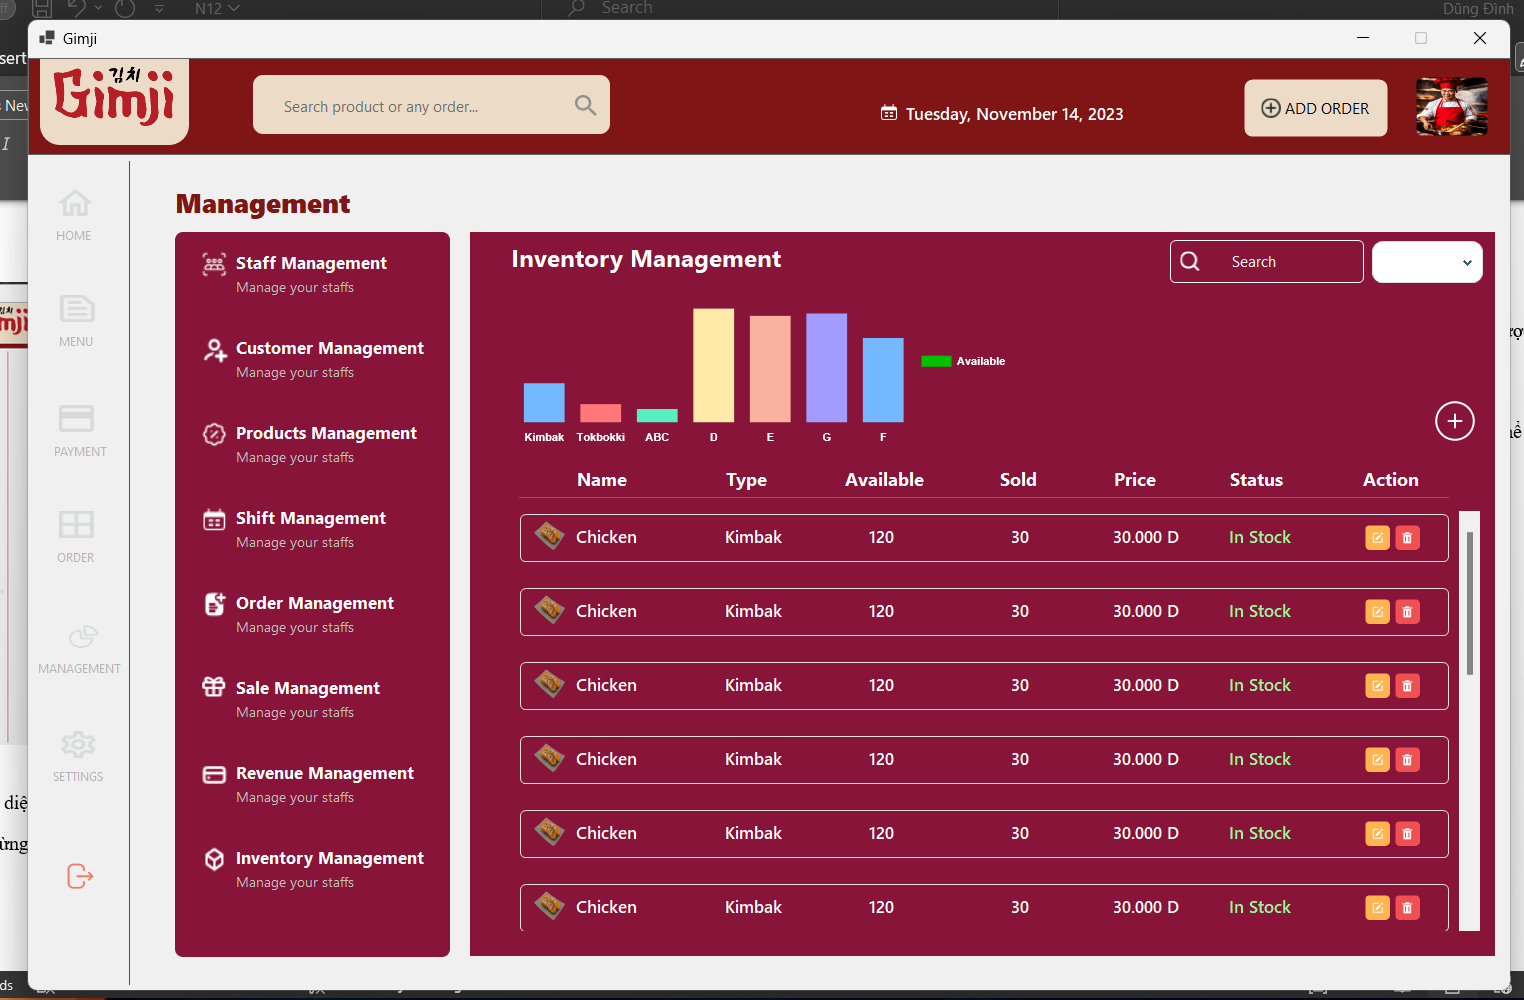 N12
Search
Dũng Đình
Gimji
sert
s New
I
김치
Gimji
Search product or any order...
Tuesday, November 14, 2023
ADD ORDER
HOME
MENU
PAYMENT
ORDER
MANAGEMENT
SETTINGS
Management
Staff Management
Manage your staffs
Customer Management
Manage your staffs
Products Management
Manage your staffs
Shift Management
Manage your staffs
Order Management
Manage your staffs
Sale Management
Manage your staffs
Revenue Management
Manage your staffs
Inventory Management
Manage your staffs
Inventory Management
Search
Available
Kimbak Tokbokki ABC D E G F
Name Type Available Sold Price Status Action
Chicken Kimbak 120 30 30.000 D In Stock
Chicken Kimbak 120 30 30.000 D In Stock
Chicken Kimbak 120 30 30.000 D In Stock
Chicken Kimbak 120 30 30.000 D In Stock
Chicken Kimbak 120 30 30.000 D In Stock
Chicken Kimbak 120 30 30.000 D In Stock
diệ
ừng
ds